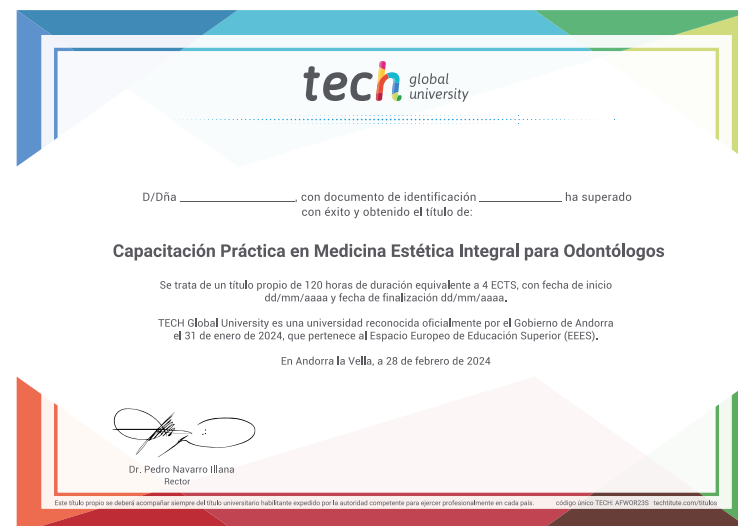 tech global university
D/Dña ____________, con documento de identificación ____________ ha superado
con éxito y obtenido el título de:
Capacitación Práctica en Medicina Estética Integral para Odontólogos
Se trata de un título propio de 120 horas de duración equivalente a 4 ECTS, con fecha de inicio
dd/mm/aaaa y fecha de finalización dd/mm/aaaa.
TECH Global University es una universidad reconocida oficialmente por el Gobierno de Andorra
el 31 de enero de 2024, que pertenece al Espacio Europeo de Educación Superior (EEES).
En Andorra la Vella, a 28 de febrero de 2024
Dr. Pedro Navarro Illana
Rector
Este título propio se deberá acompañar siempre del título universitario habilitante expedido por la autoridad competente para ejercer profesionalmente en cada país. código único TECH: AFWOR23S techtitute.com/titulos